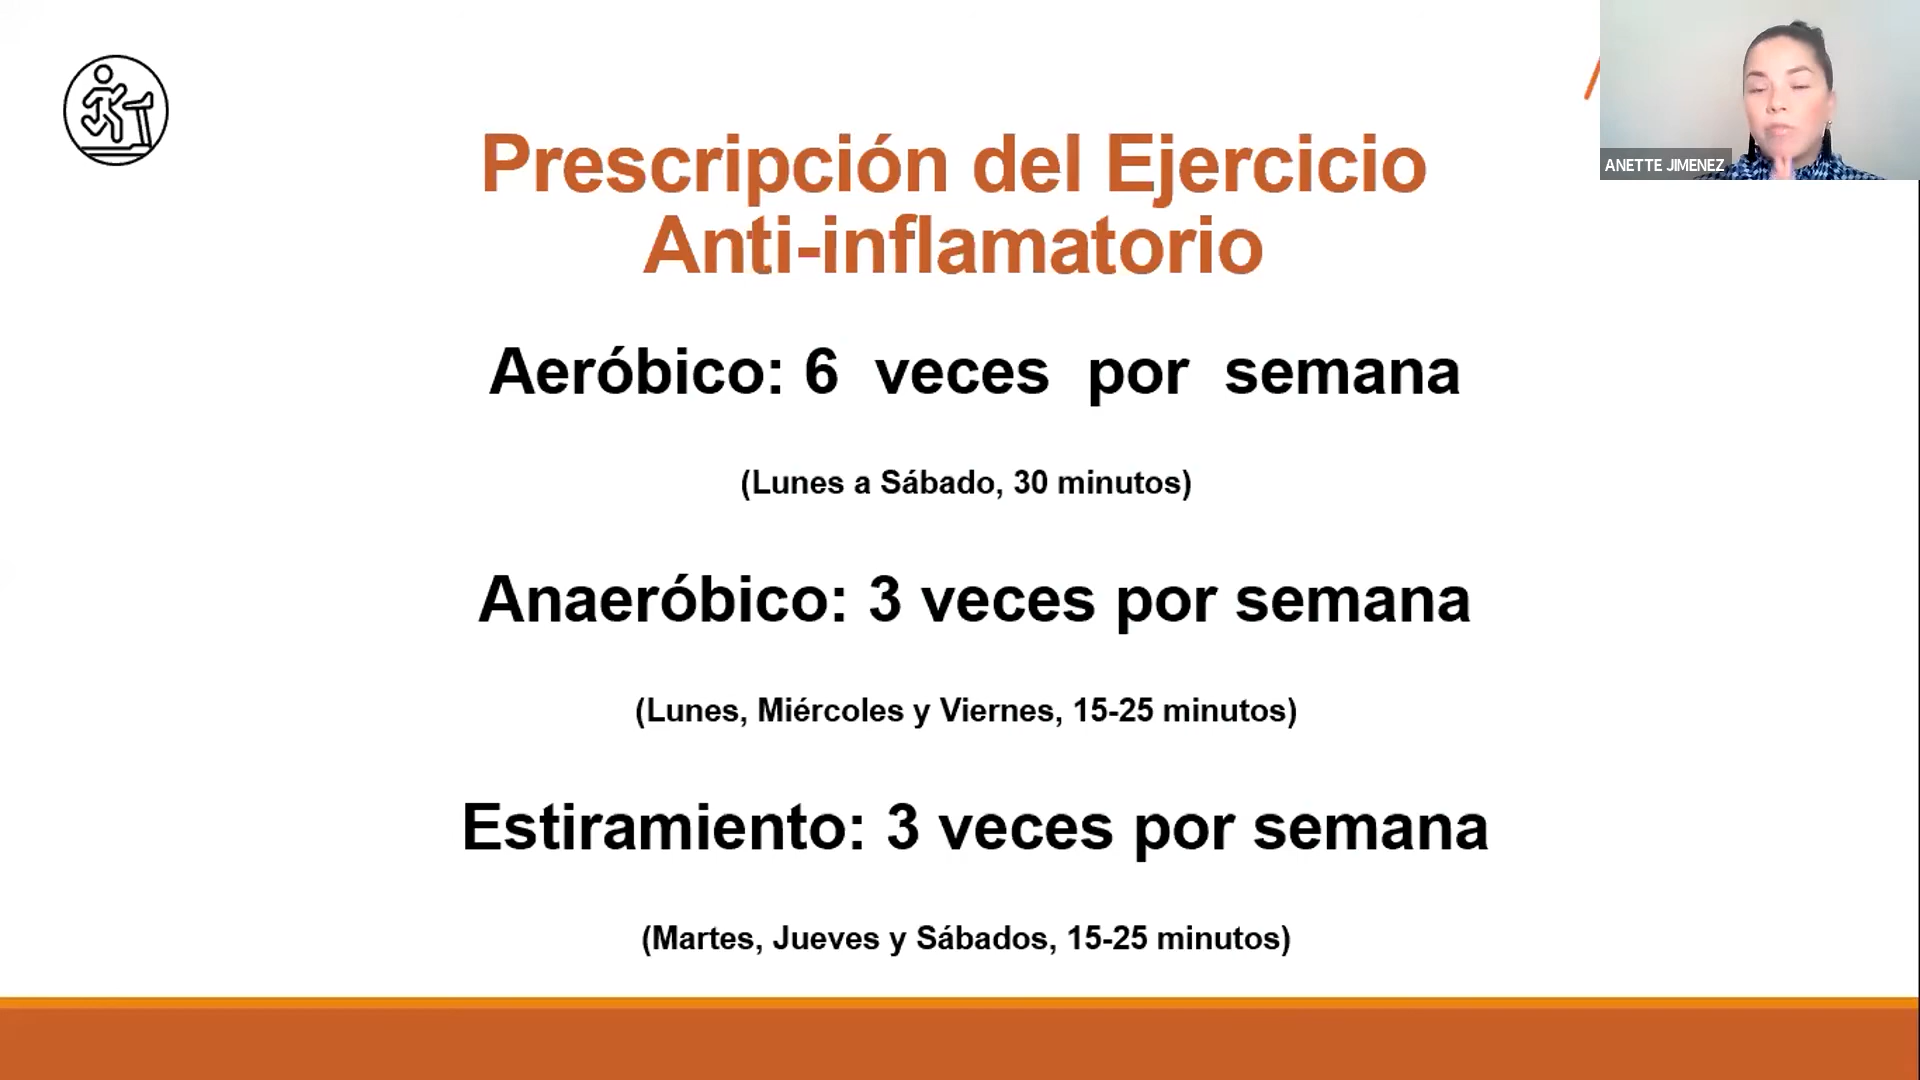 Prescripción del Ejercicio
Anti-inflamatorio
Aeróbico: 6 veces por semana
(Lunes a Sábado, 30 minutos)
Anaeróbico: 3 veces por semana
(Lunes, Miércoles y Viernes, 15-25 minutos)
Estiramiento: 3 veces por semana
(Martes, Jueves y Sábados, 15-25 minutos)
ANETTE JIMENEZ